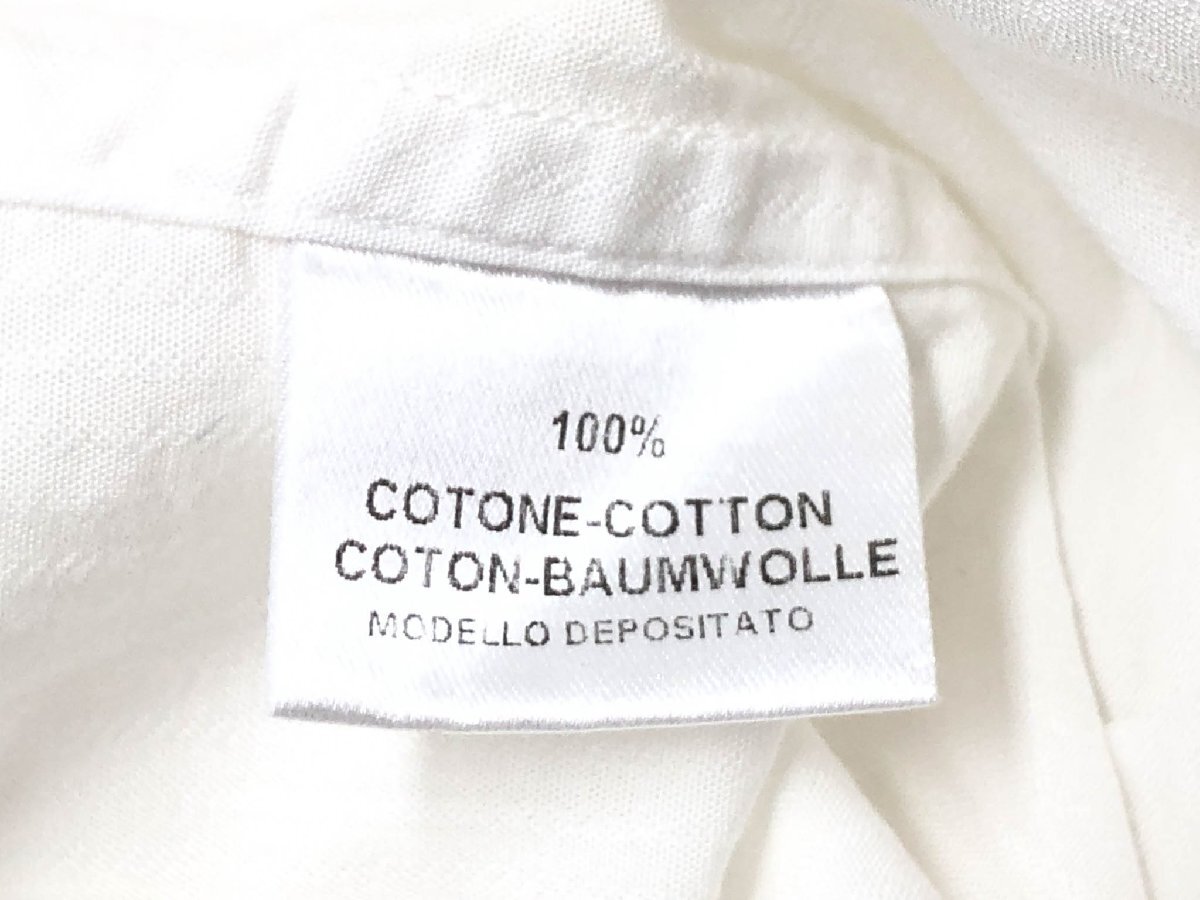 100%
COTONE-COTTON
COTON-BAUMWOLLE
MODELLO DEPOSITATO